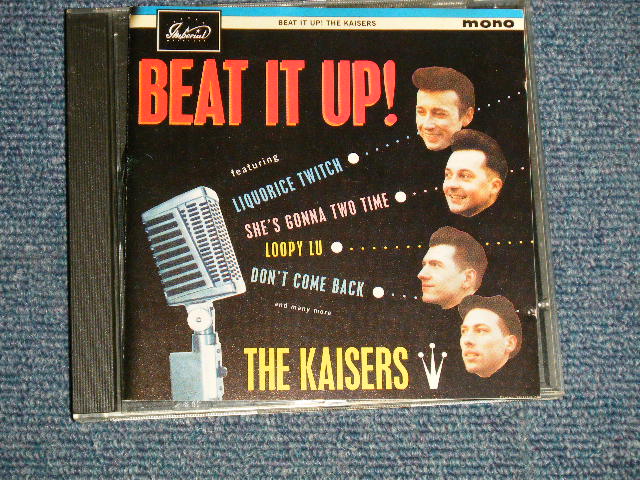 Imperial
BEAT IT UP! THE KAISERS
mono
BEAT IT UP!
featuring
LIQUORICE TWITCH
SHE'S GONNA TWO TIME
LOOPY LU
DON'T COME BACK
and many more
THE KAISERS